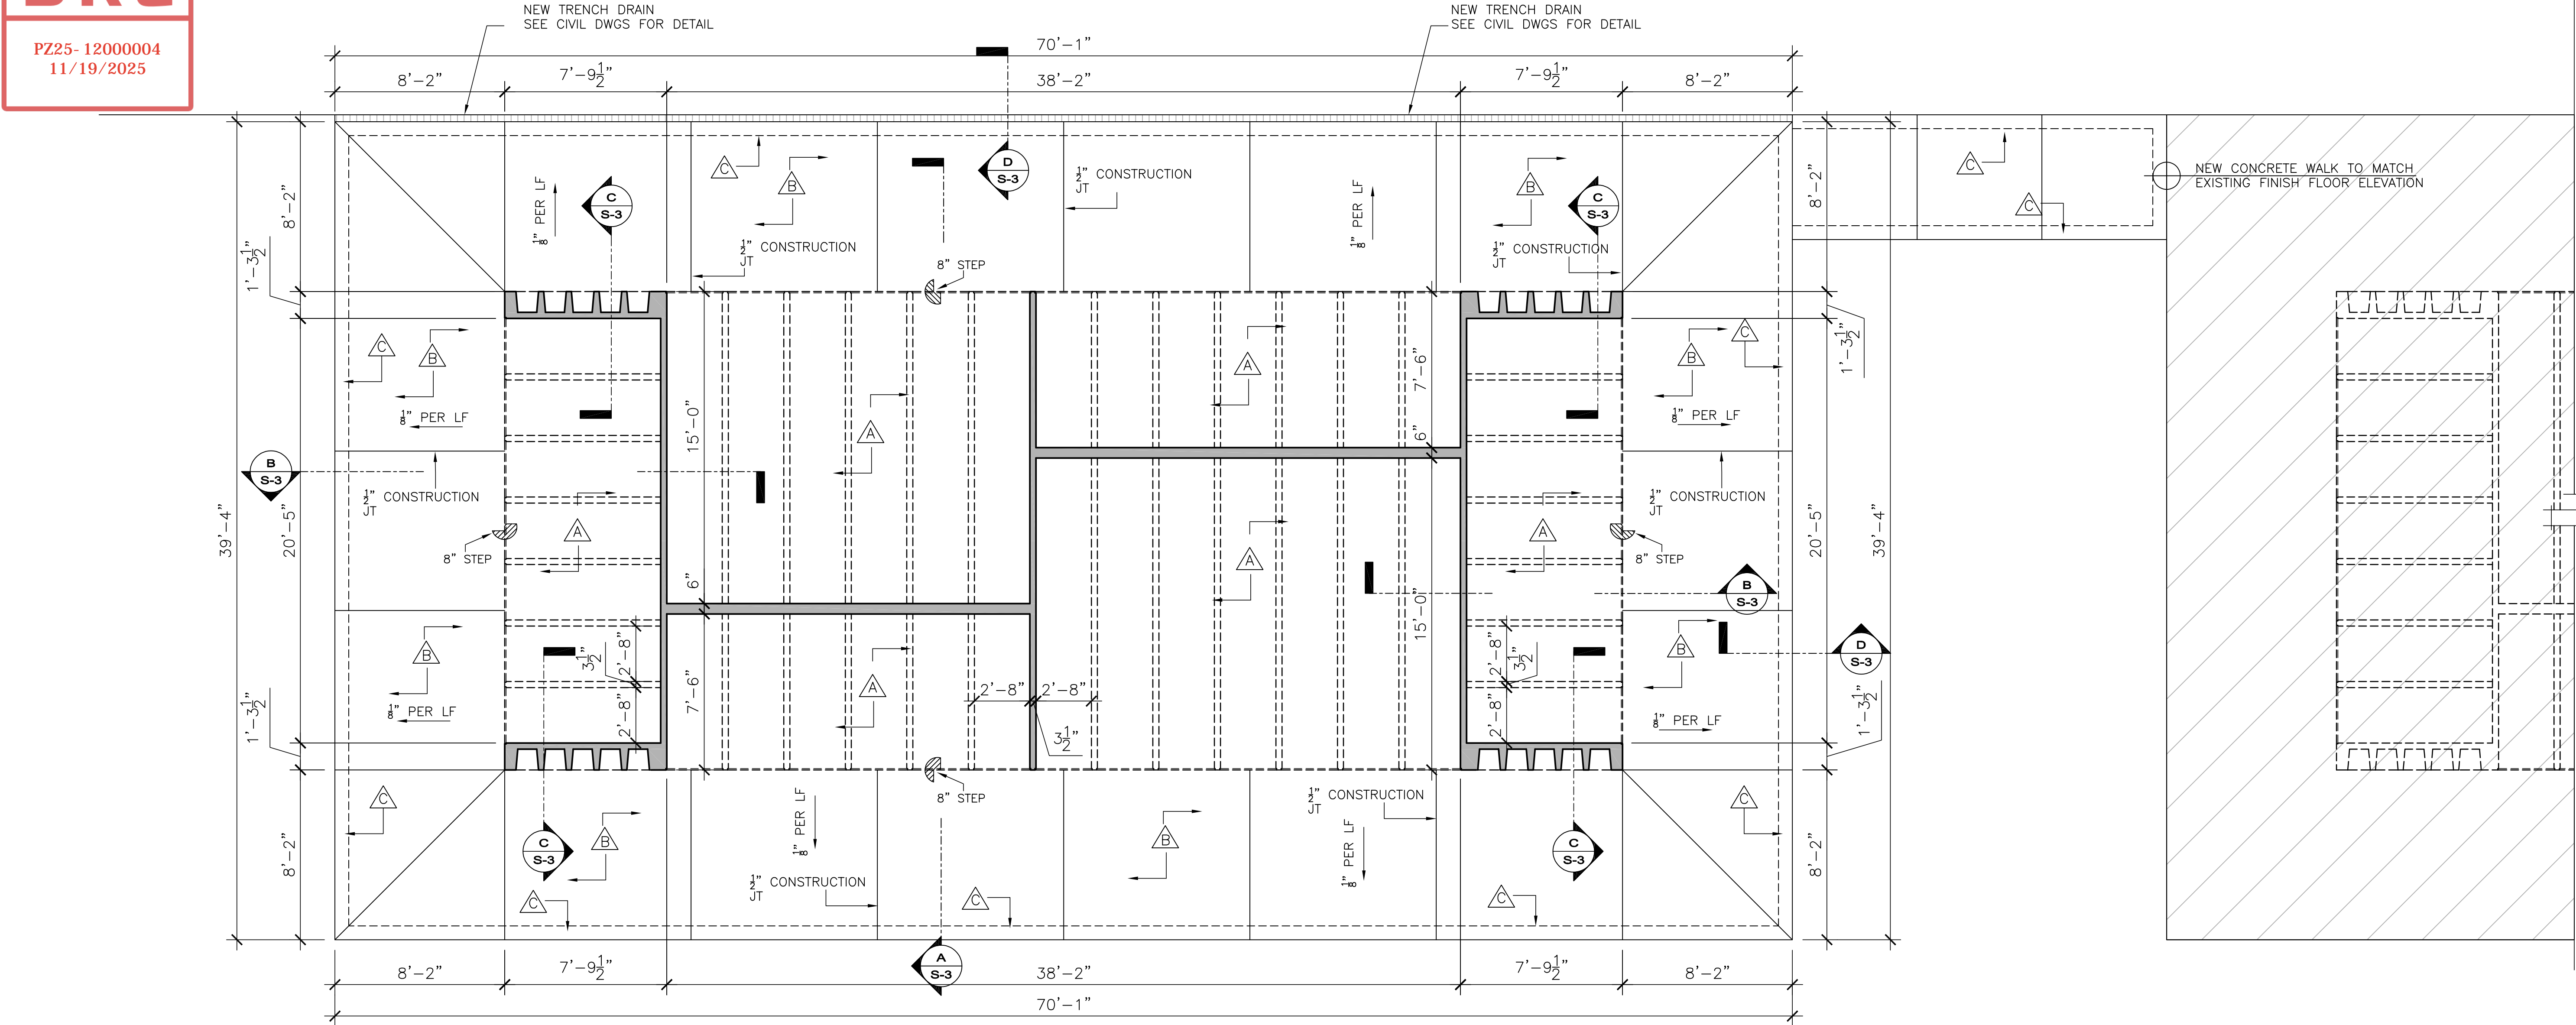 DRC
PZ25-12000004
11/19/2025
NEW TRENCH DRAIN
SEE CIVIL DWGS FOR DETAIL
NEW TRENCH DRAIN
SEE CIVIL DWGS FOR DETAIL
70'-1"
8'-2"
7'-9½"
38'-2"
7'-9½"
8'-2"
8'-2"
1'-3½"
39'-4"
20'-5"
1'-3½"
8'-2"
⅛" PER LF
C
S-3
C
B
½" CONSTRUCTION
JT
8" STEP
D
S-3
½" CONSTRUCTION
JT
⅛" PER LF
B
C
S-3
½" CONSTRUCTION
JT
8'-2"
C
C
NEW CONCRETE WALK TO MATCH
EXISTING FINISH FLOOR ELEVATION
C
B
⅛" PER LF
B
S-3
½" CONSTRUCTION
JT
8" STEP
A
15'-0"
A
6"
A
7'-6"
6"
A
15'-0"
A
B
C
⅛" PER LF
1'-3½"
½" CONSTRUCTION
JT
8" STEP
B
S-3
20'-5"
39'-4"
B
⅛" PER LF
2'-8"
3½"
2'-8"
7'-6"
A
2'-8"
2'-8"
3½"
2'-8"
3½"
2'-8"
B
⅛" PER LF
D
S-3
1'-3½"
8'-2"
C
C
S-3
B
C
⅛" PER LF
½" CONSTRUCTION
JT
8" STEP
C
B
½" CONSTRUCTION
JT
⅛" PER LF
C
C
S-3
C
A
S-3
8'-2"
7'-9½"
38'-2"
7'-9½"
8'-2"
70'-1"